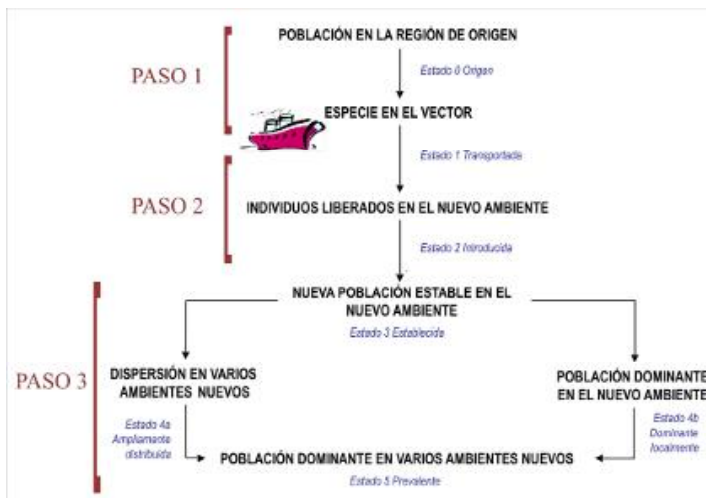 POBLACIÓN EN LA REGIÓN DE ORIGEN
PASO 1
Estado 0 Origen
ESPECIE EN EL VECTOR
Estado 1 Transportada
PASO 2
INDIVIDUOS LIBERADOS EN EL NUEVO AMBIENTE
Estado 2 Introducida
NUEVA POBLACIÓN ESTABLE EN EL
NUEVO AMBIENTE
Estado 3 Establecida
PASO 3
DISPERSIÓN EN VARIOS
AMBIENTES NUEVOS
POBLACIÓN DOMINANTE
EN EL NUEVO AMBIENTE
Estado 4a
Ampliamente
distribuida
Estado 4b
Dominante
localmente
POBLACIÓN DOMINANTE EN VARIOS AMBIENTES NUEVOS
Estado 5 Prevalente